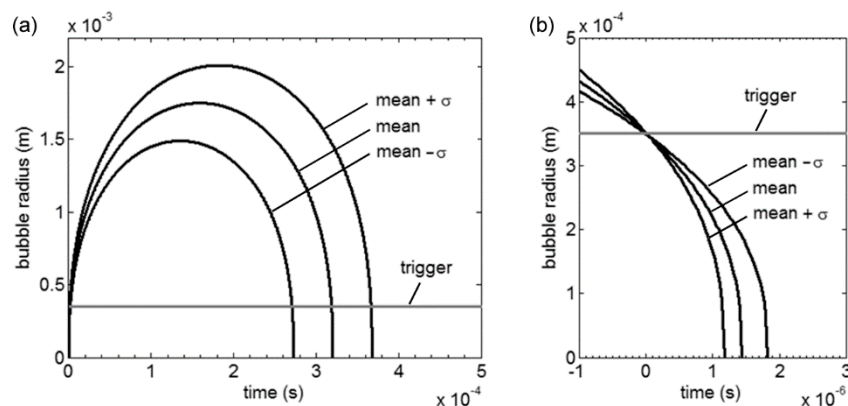 (a)
x 10⁻³
2
1.5
1
0.5
0
bubble radius (m)
mean + σ
mean
mean −σ
trigger
0 1 2 3 4 5
time (s)
x 10⁻⁴
(b)
x 10⁻⁴
5
4
3
2
1
0
bubble radius (m)
trigger
mean −σ
mean
mean + σ
-1 0 1 2 3
time (s)
x 10⁻⁶